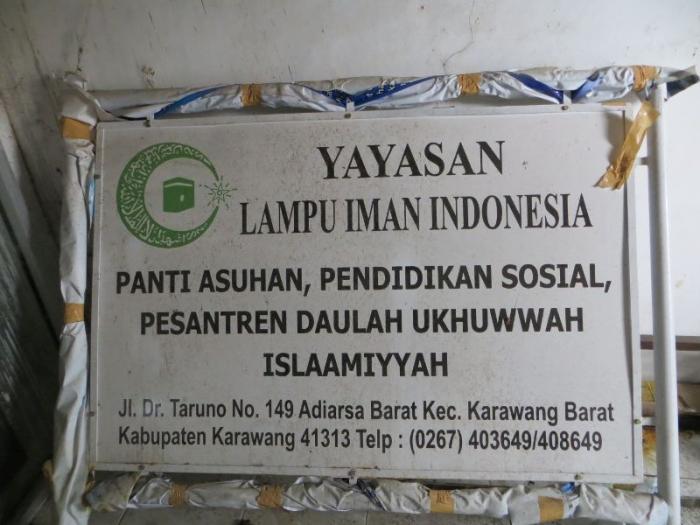 YAYASAN
LAMPU IMAN INDONESIA
PANTI ASUHAN, PENDIDIKAN SOSIAL,
PESANTREN DAULAH UKHUWWAH
ISLAAMIYYAH
Jl. Dr. Taruno No. 149 Adiarsa Barat Kec. Karawang Barat
Kabupaten Karawang 41313 Telp : (0267) 403649/408649